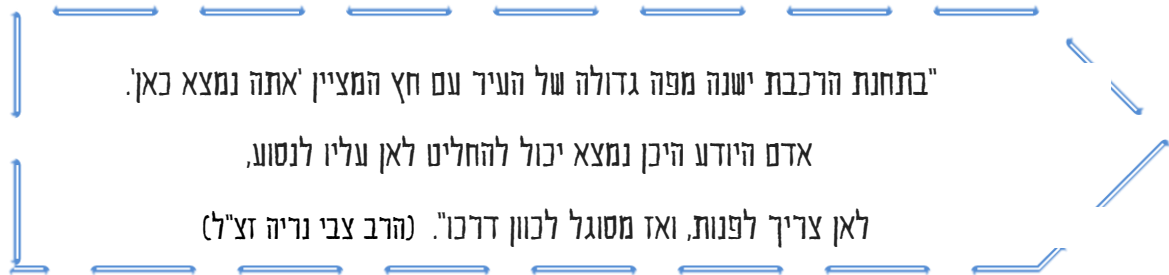 "בתחנת הרכבת ישנה מפה גדולה של העיר עם חץ המציין 'אתה נמצא כאן'.
אדם היודע היכן נמצא יכול להחליט לאן עליו לנסוע,
לאן צריך לפנות, ואז מסוגל לכוון דרכו". (הרב צבי נריה זצ"ל)